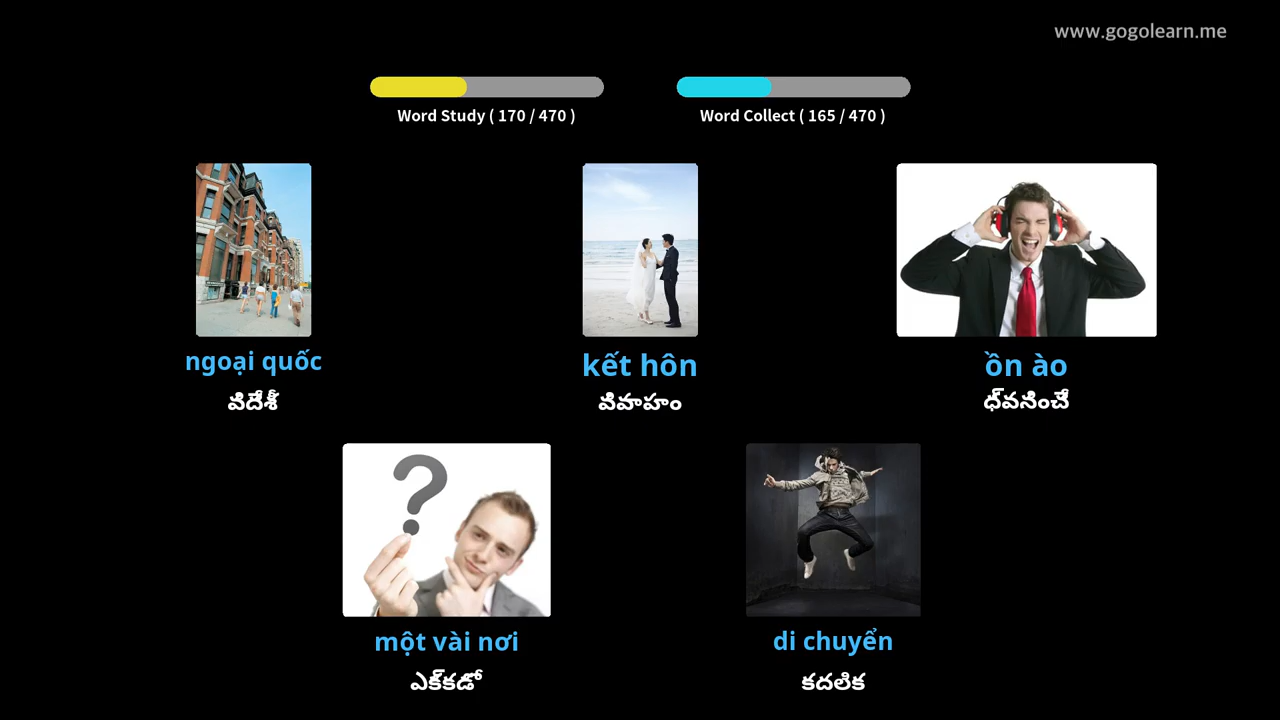 www.gogolearn.me
Word Study ( 170 / 470 )
Word Collect ( 165 / 470 )
ngoại quốc
kết hôn
ồn ào
విదేశీ
వివాహం
ధ్వనించే
một vài nơi
di chuyển
ఎక్కడో
కదలిక